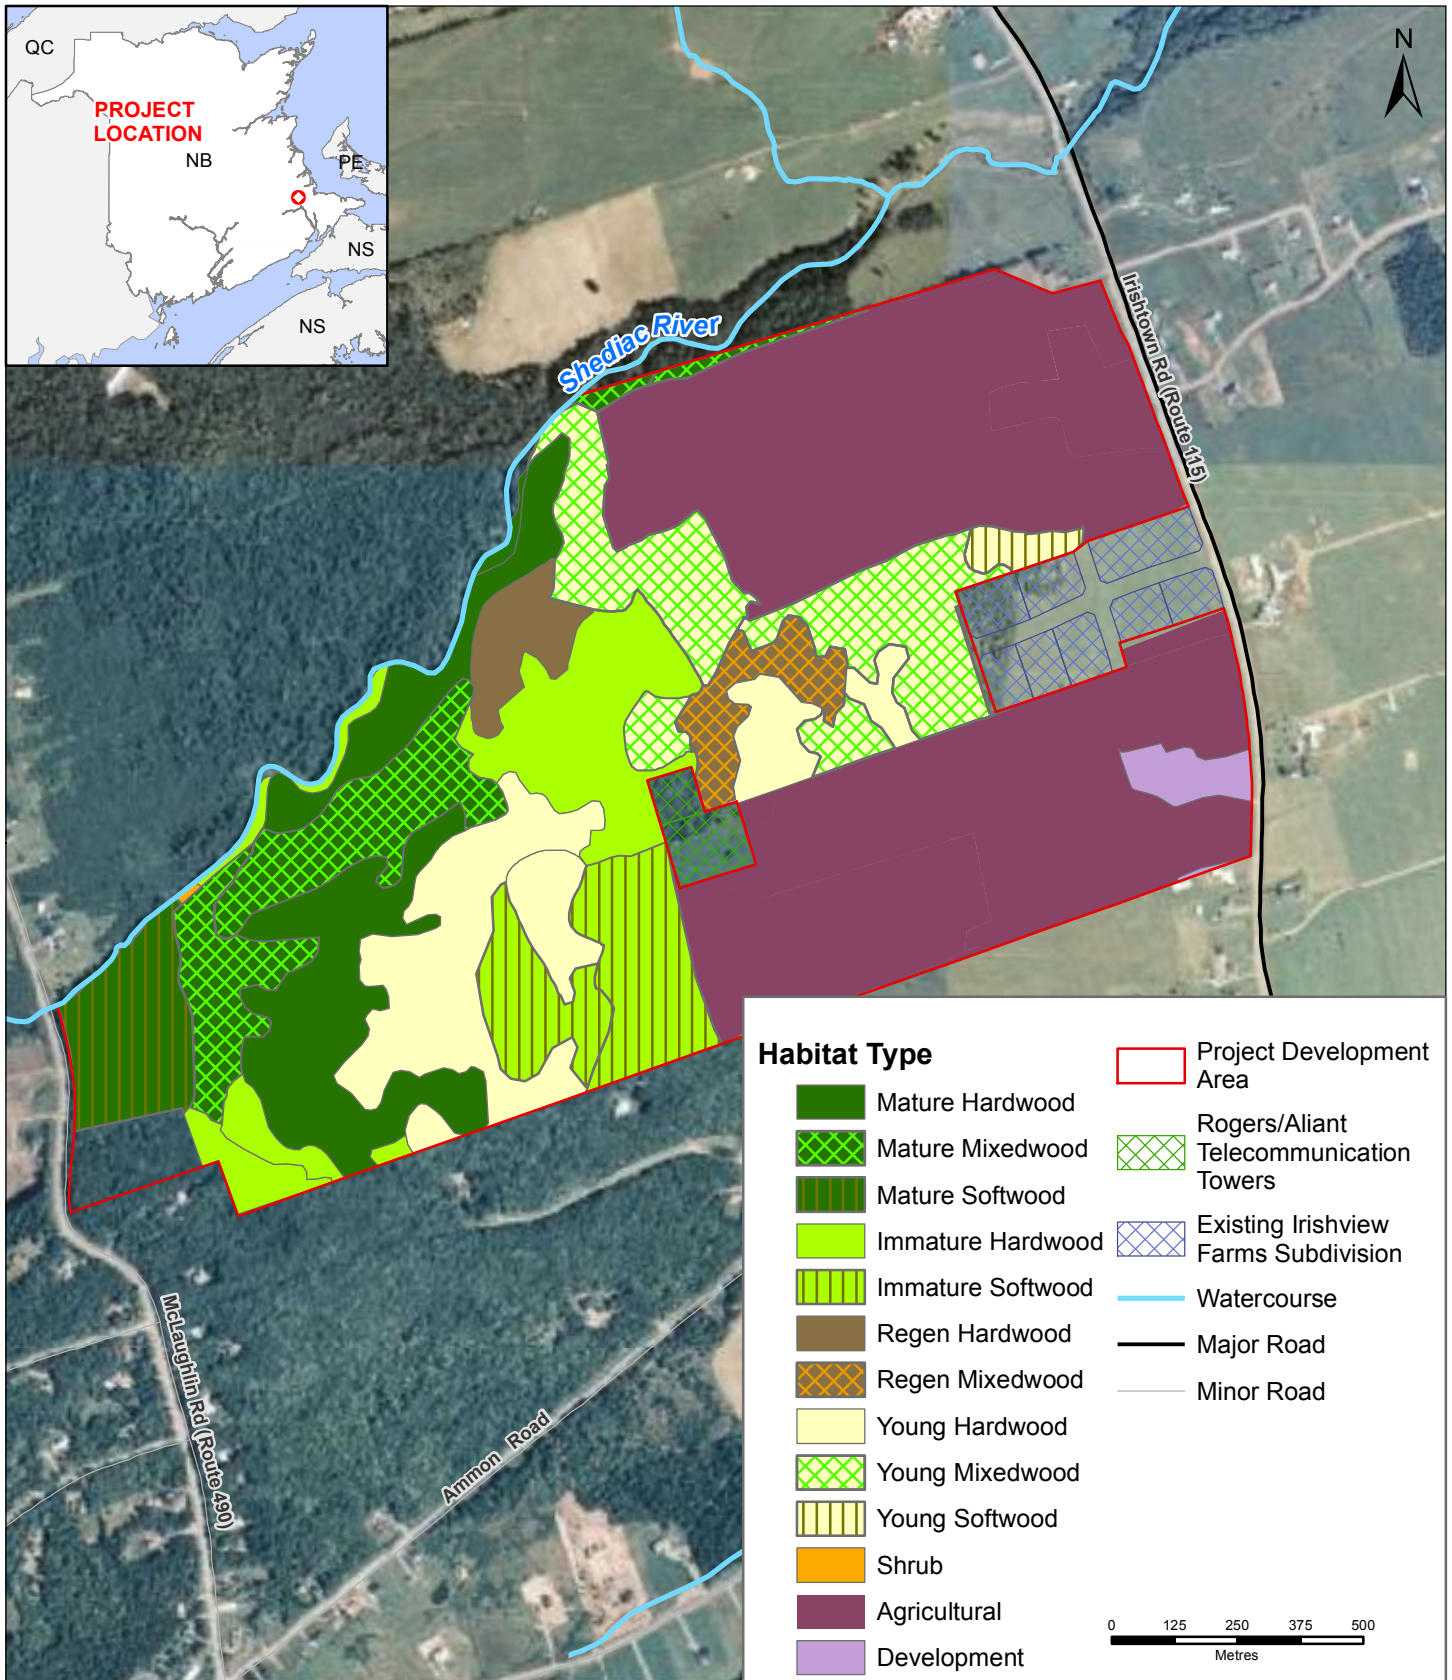 QC
PROJECT
LOCATION
NB
PE
NS
NS
N
Shediac River
Irishtown Rd (Route 115)
McLaughlin Rd (Route 490)
Ammon Road
Habitat Type
Mature Hardwood
Mature Mixedwood
Mature Softwood
Immature Hardwood
Immature Softwood
Regen Hardwood
Regen Mixedwood
Young Hardwood
Young Mixedwood
Young Softwood
Shrub
Agricultural
Development
Project Development
Area
Rogers/Aliant
Telecommunication
Towers
Existing Irishview
Farms Subdivision
Watercourse
Major Road
Minor Road
0 125 250 375 500
Metres